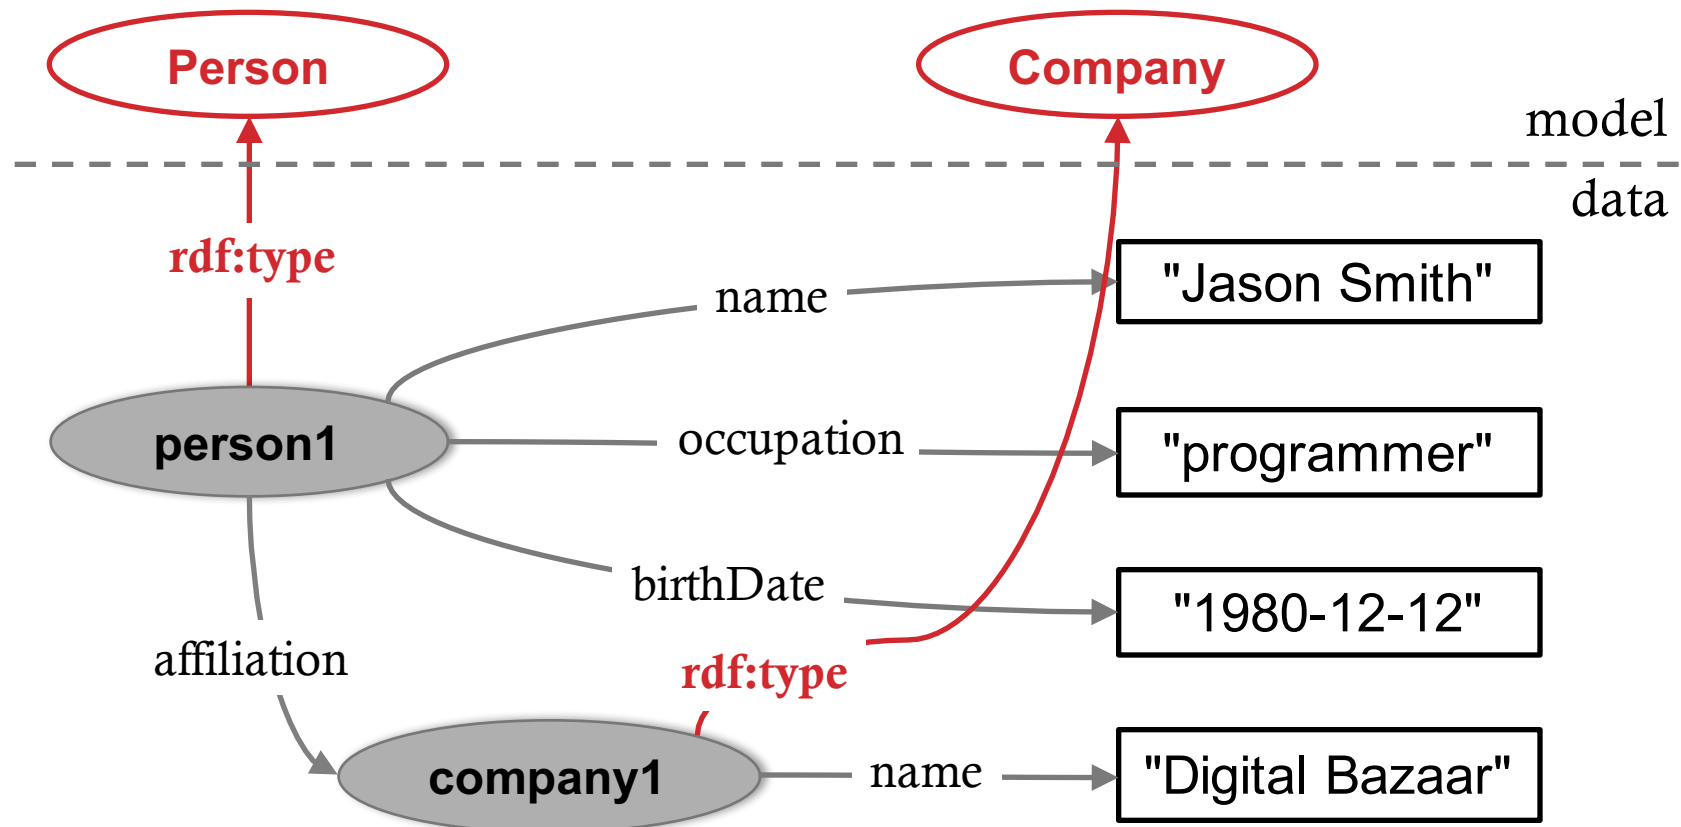 Person
Company
model
data
rdf:type
name
"Jason Smith"
person1
occupation
"programmer"
birthDate
"1980-12-12"
affiliation
rdf:type
company1
name
"Digital Bazaar"